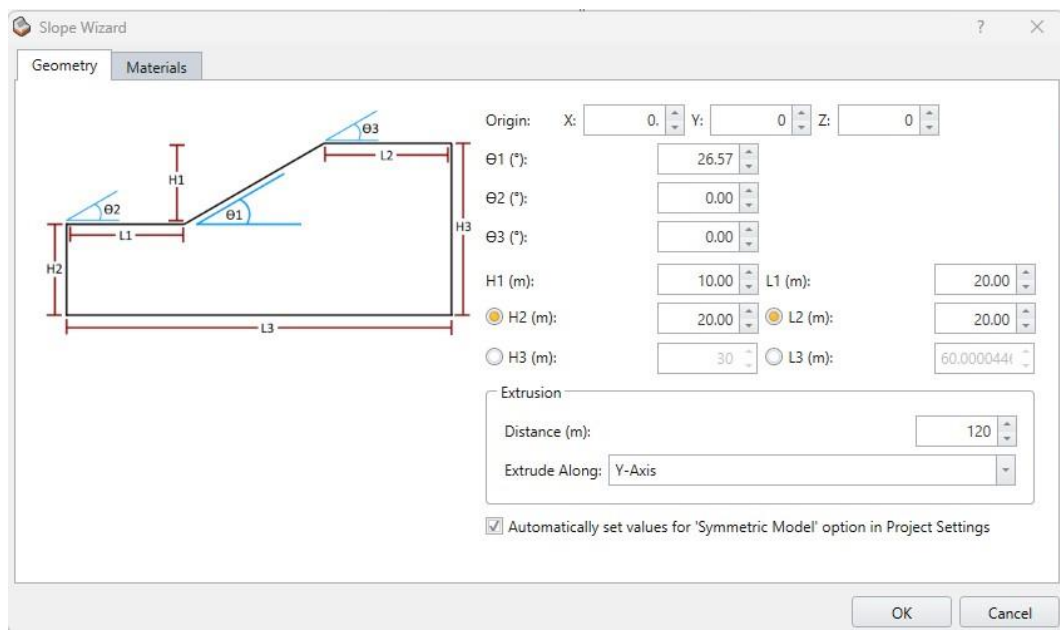 Slope Wizard
Geometry Materials
Origin: X: 0. Y: 0 Z: 0
Θ1 (°): 26.57
Θ2 (°): 0.00
Θ3 (°): 0.00
H1 (m): 10.00 L1 (m): 20.00
H2 (m): 20.00 L2 (m): 20.00
H3 (m): 30 L3 (m): 60.0000446
Θ3
L2
H1
Θ2
Θ1
L1
H3
H2
L3
Extrusion
Distance (m): 120
Extrude Along: Y-Axis
Automatically set values for 'Symmetric Model' option in Project Settings
OK Cancel